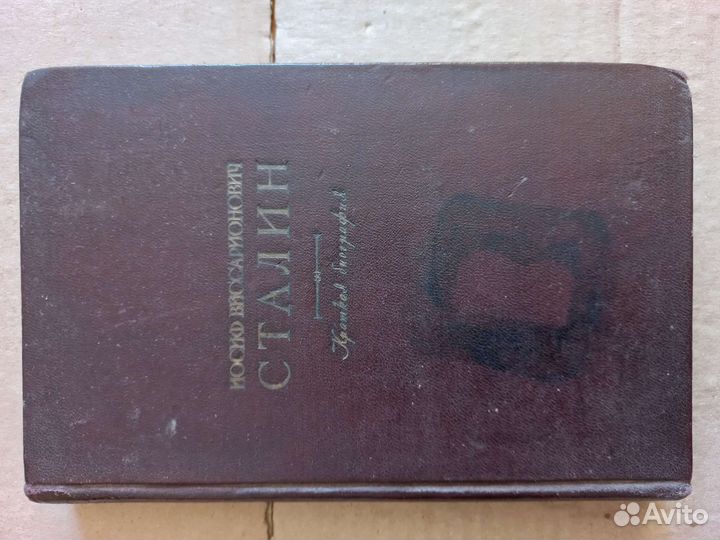 ИОСИФ ВИССАРИОНОВИЧ
СТАЛИН
Краткая биография
Avito